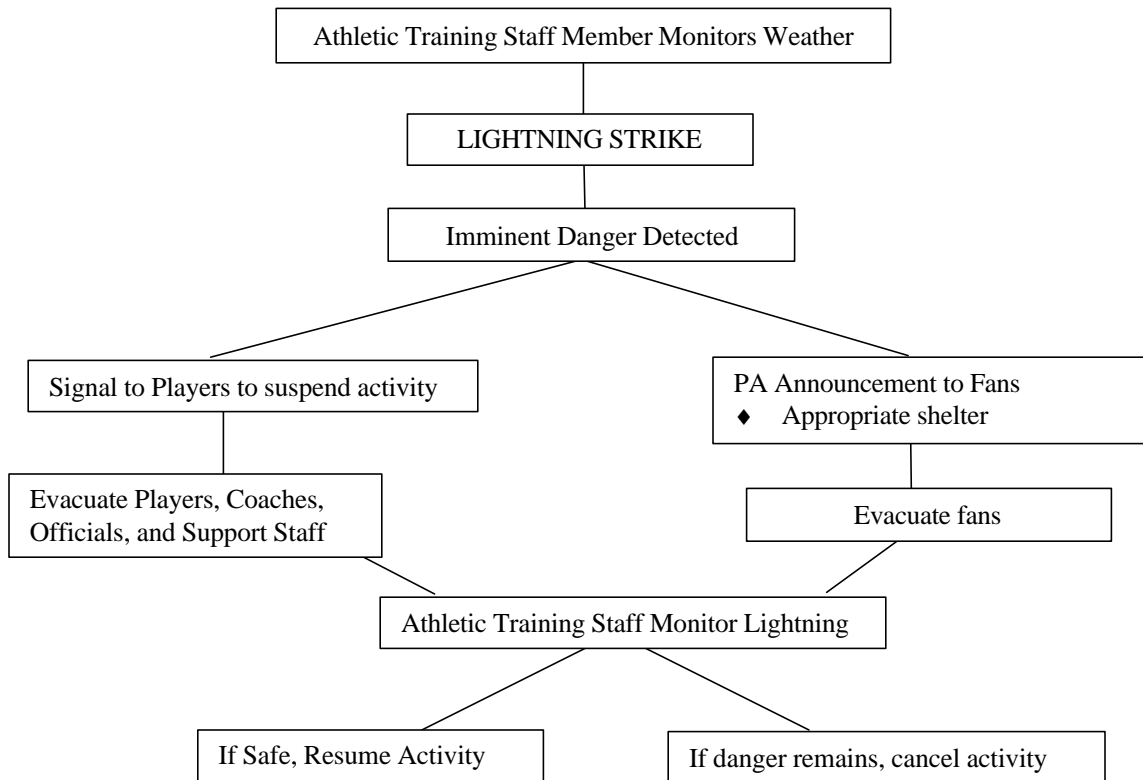 Athletic Training Staff Member Monitors Weather
LIGHTNING STRIKE
Imminent Danger Detected
Signal to Players to suspend activity
PA Announcement to Fans
♦ Appropriate shelter
Evacuate Players, Coaches,
Officials, and Support Staff
Evacuate fans
Athletic Training Staff Monitor Lightning
If Safe, Resume Activity
If danger remains, cancel activity